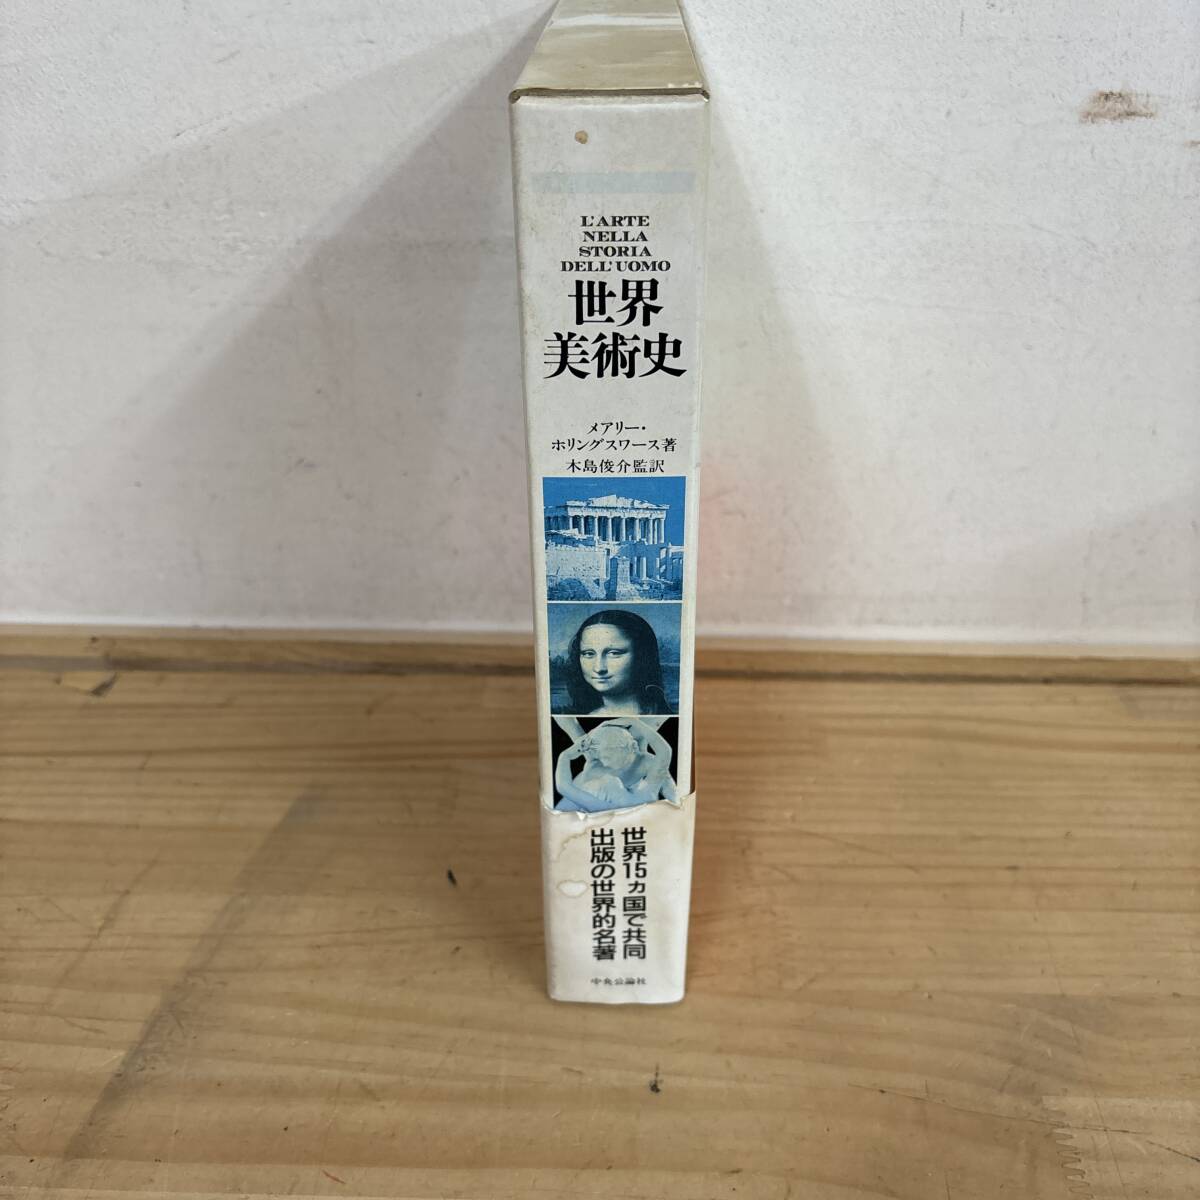 L'ARTE
NELLA
STORIA
DELL'UOMO
世界
美術史
メアリー・
ホリングスワース著
木島俊介監訳
世界15ヵ国で共同
出版の世界的名著
中央公論社